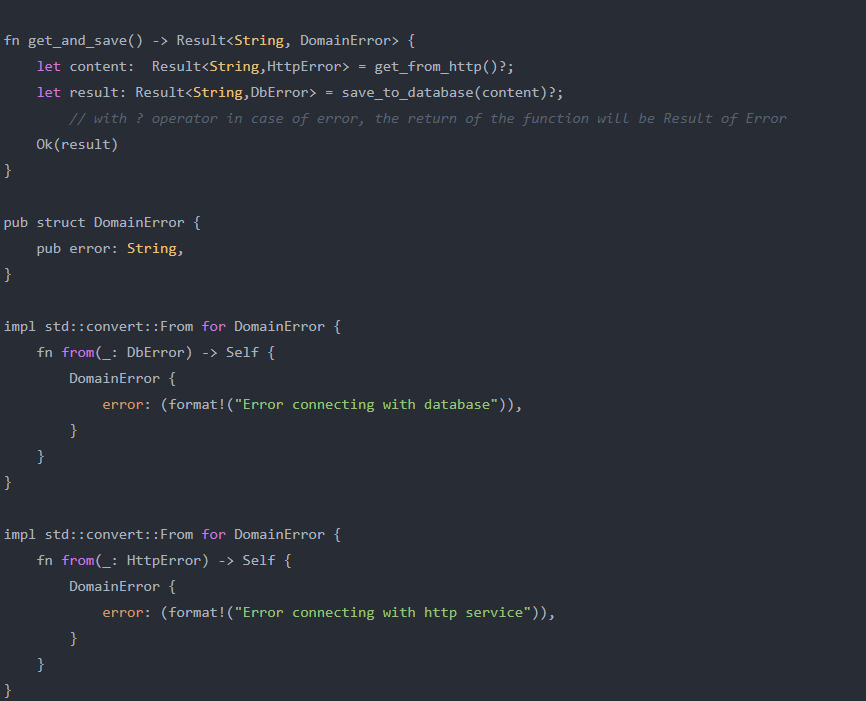 fn get_and_save() -> Result<String, DomainError> {
    let content:  Result<String,HttpError> = get_from_http()?;
    let result: Result<String,DbError> = save_to_database(content)?;
        // with ? operator in case of error, the return of the function will be Result of Error
    Ok(result)
}

pub struct DomainError {
    pub error: String,
}

impl std::convert::From for DomainError {
    fn from(_: DbError) -> Self {
        DomainError {
            error: (format!("Error connecting with database")),
        }
    }
}

impl std::convert::From for DomainError {
    fn from(_: HttpError) -> Self {
        DomainError {
            error: (format!("Error connecting with http service")),
        }
    }
}